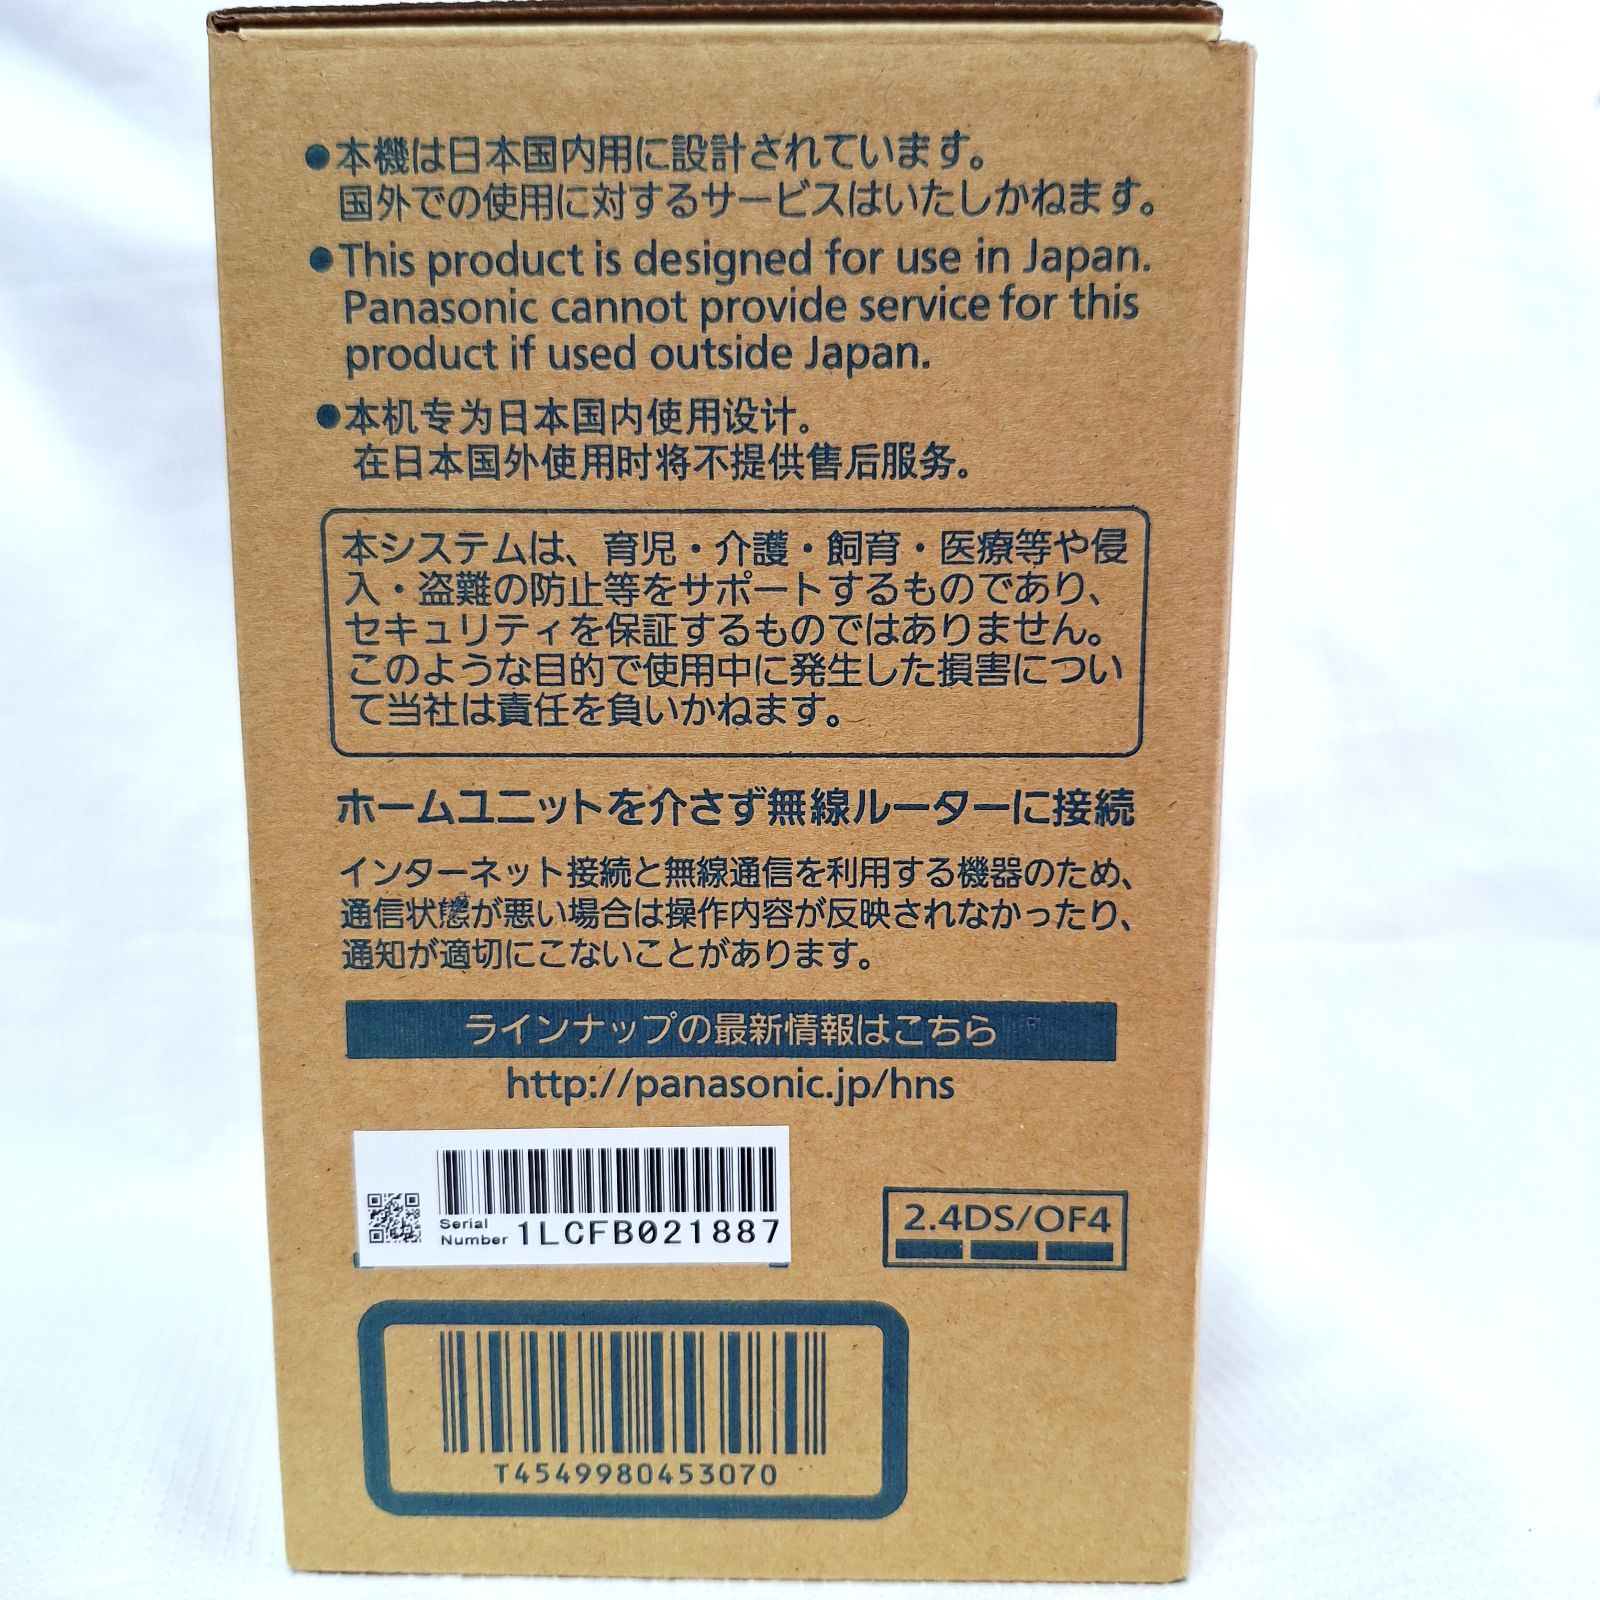 ●本機は日本国内用に設計されています。
国外での使用に対するサービスはいたしかねます。
●This product is designed for use in Japan.
Panasonic cannot provide service for this
product if used outside Japan.
●本机专为日本国内使用设计。
在日本国外使用时将不提供售后服务。
本システムは、育児・介護・飼育・医療等や侵
入・盗難の防止等をサポートするものであり、
セキュリティを保証するものではありません。
このような目的で使用中に発生した損害につい
て当社は責任を負いかねます。
ホームユニットを介さず無線ルーターに接続
インターネット接続と無線通信を利用する機器のため、
通信状態が悪い場合は操作内容が反映されなかったり、
通知が適切にこないことがあります。
ラインナップの最新情報はこちら
http://panasonic.jp/hns
Serial
Number 1LCFB021887
2.4DS/OF4
T4549980453070